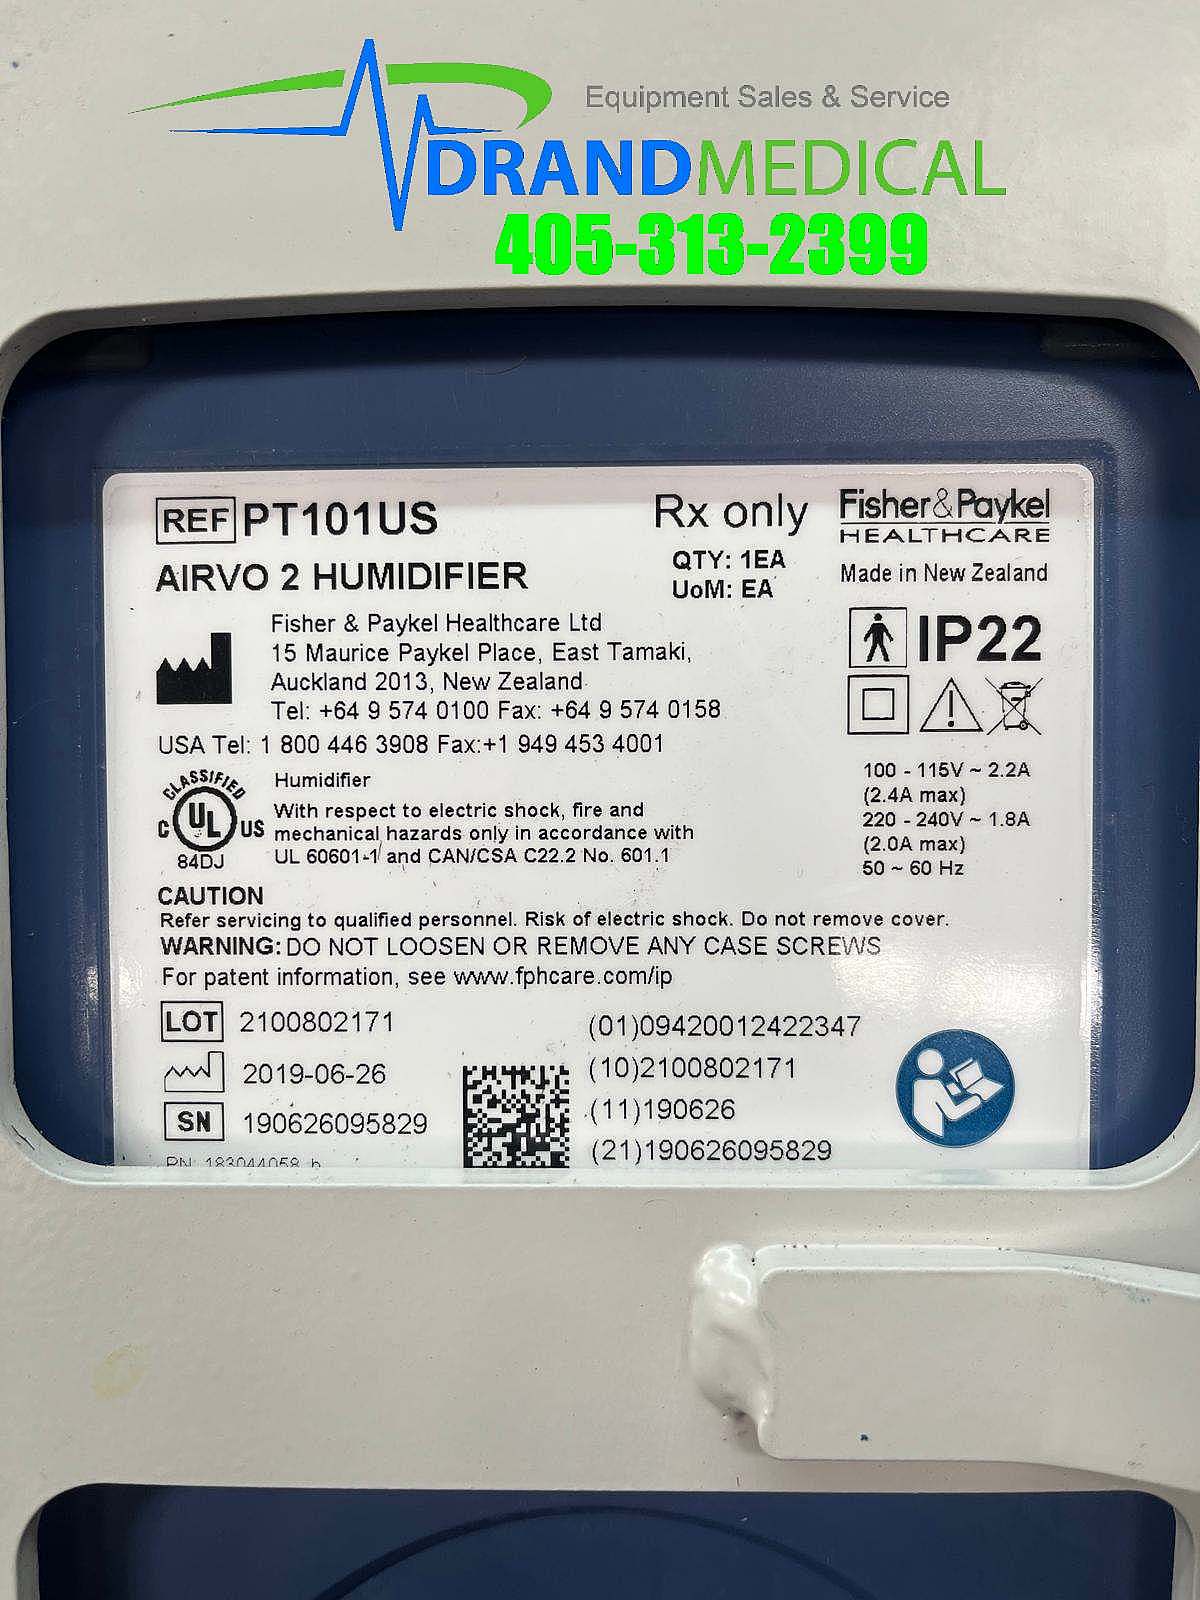 Equipment Sales & Service
DRANDMEDICAL
405-313-2399
REF PT101US
Rx only
Fisher&Paykel
HEALTHCARE
AIRVO 2 HUMIDIFIER
QTY: 1EA
UoM: EA
Made in New Zealand
Fisher & Paykel Healthcare Ltd
15 Maurice Paykel Place, East Tamaki,
Auckland 2013, New Zealand
Tel: +64 9 574 0100 Fax: +64 9 574 0158
USA Tel: 1 800 446 3908 Fax:+1 949 453 4001
IP22
CLASSIFIED
C UL US
84DJ
Humidifier
With respect to electric shock, fire and
mechanical hazards only in accordance with
UL 60601-1 and CAN/CSA C22.2 No. 601.1
100 - 115V ~ 2.2A
(2.4A max)
220 - 240V ~ 1.8A
(2.0A max)
50 ~ 60 Hz
CAUTION
Refer servicing to qualified personnel. Risk of electric shock. Do not remove cover.
WARNING: DO NOT LOOSEN OR REMOVE ANY CASE SCREWS
For patent information, see www.fphcare.com/ip
LOT 2100802171
2019-06-26
SN 190626095829
PN: 183044058
(01)09420012422347
(10)2100802171
(11)190626
(21)190626095829